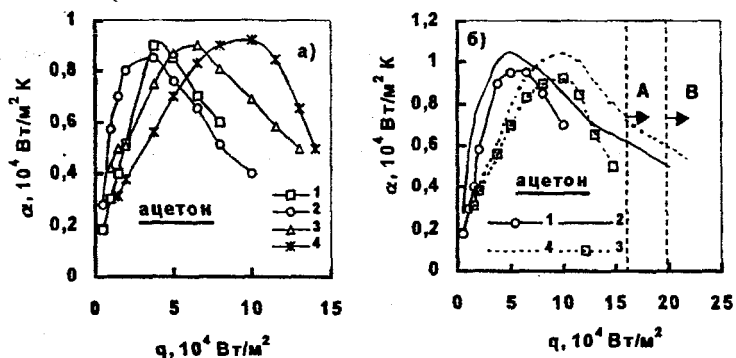 а)
1
0,8
0,6
0,4
0,2
0
α, 10⁴ Вт/м² К
ацетон
1
2
3
4
0 5 10 15
q, 10⁴ Вт/м²
б)
1,2
1
0,8
0,6
0,4
0,2
0
α, 10⁴ Вт/м² К
A
B
ацетон
1 2
4 3
0 5 10 15 20 25
q, 10⁴ Вт/м²